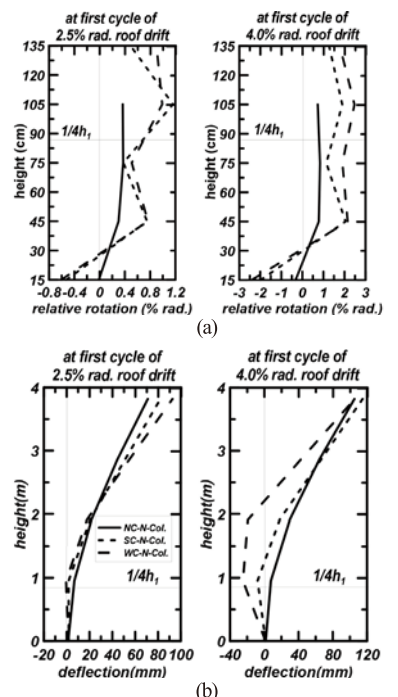 at first cycle of
2.5% rad. roof drift
at first cycle of
4.0% rad. roof drift
135
120
105
90
75
60
45
30
15
height (cm)
1/4h1
-0.8 -0.4 0 0.4 0.8 1.2
relative rotation (% rad.)
135
120
105
90
75
60
45
30
15
height (cm)
1/4h1
-3 -2 -1 0 1 2 3
relative rotation (% rad.)
(a)
at first cycle of
2.5% rad. roof drift
at first cycle of
4.0% rad. roof drift
4
3
2
1
0
height(m)
NC-N-Col.
SC-N-Col.
WC-N-Col.
1/4h1
-20 0 20 40 60 80 100
deflection(mm)
4
3
2
1
0
height(m)
1/4h1
-40 0 40 80 120
deflection(mm)
(b)